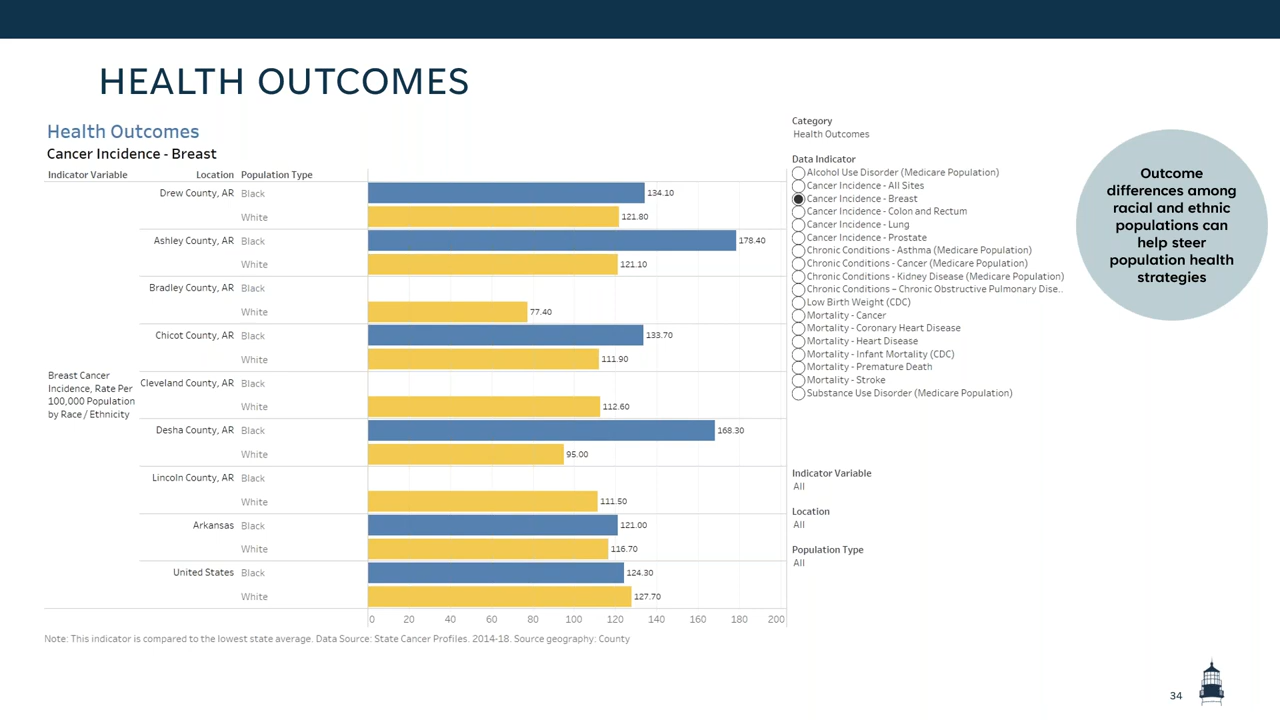 HEALTH OUTCOMES
Health Outcomes
Cancer Incidence - Breast
Indicator Variable Location Population Type
Drew County, AR Black 134.10
White 121.80
Ashley County, AR Black 178.40
White 121.10
Bradley County, AR Black
White 77.40
Chicot County, AR Black 133.70
White 111.90
Breast Cancer
Incidence, Rate Per
100,000 Population
by Race / Ethnicity
Cleveland County, AR Black
White 112.60
Desha County, AR Black 168.30
White 95.00
Lincoln County, AR Black
White 111.50
Arkansas Black 121.00
White 116.70
United States Black 124.30
White 127.70
0 20 40 60 80 100 120 140 160 180 200
Note: This indicator is compared to the lowest state average. Data Source: State Cancer Profiles. 2014-18. Source geography: County
Category
Health Outcomes
Data Indicator
Alcohol Use Disorder (Medicare Population)
Cancer Incidence - All Sites
Cancer Incidence - Breast
Cancer Incidence - Colon and Rectum
Cancer Incidence - Lung
Cancer Incidence - Prostate
Chronic Conditions - Asthma (Medicare Population)
Chronic Conditions - Cancer (Medicare Population)
Chronic Conditions - Kidney Disease (Medicare Population)
Chronic Conditions – Chronic Obstructive Pulmonary Dise..
Low Birth Weight (CDC)
Mortality - Cancer
Mortality - Coronary Heart Disease
Mortality - Heart Disease
Mortality - Infant Mortality (CDC)
Mortality - Premature Death
Mortality - Stroke
Substance Use Disorder (Medicare Population)
Indicator Variable
All
Location
All
Population Type
All
Outcome
differences among
racial and ethnic
populations can
help steer
population health
strategies
34